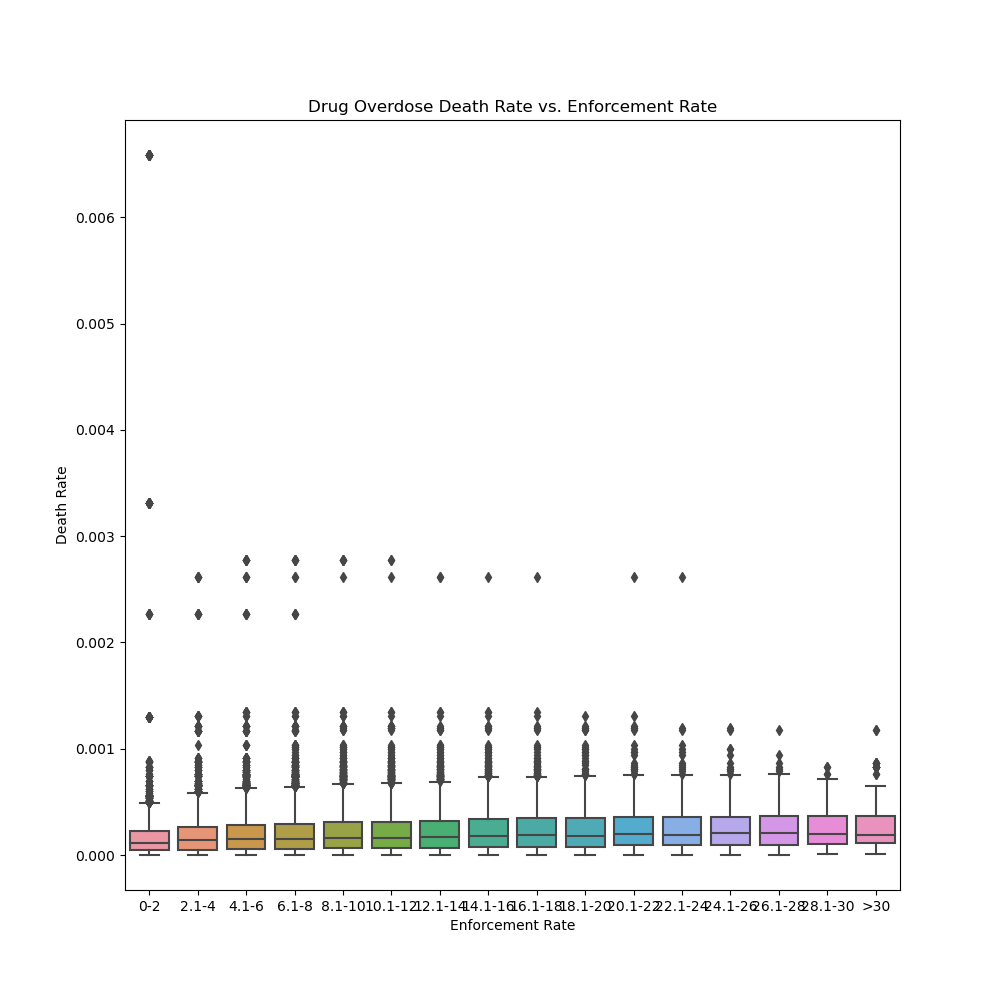 Drug Overdose Death Rate vs. Enforcement Rate
0.006
0.005
0.004
0.003
0.002
0.001
0.000
Death Rate
0-2 2.1-4 4.1-6 6.1-8 8.1-10 10.1-12 12.1-14 14.1-16 16.1-18 18.1-20 20.1-22 22.1-24 24.1-26 26.1-28 28.1-30 >30
Enforcement Rate